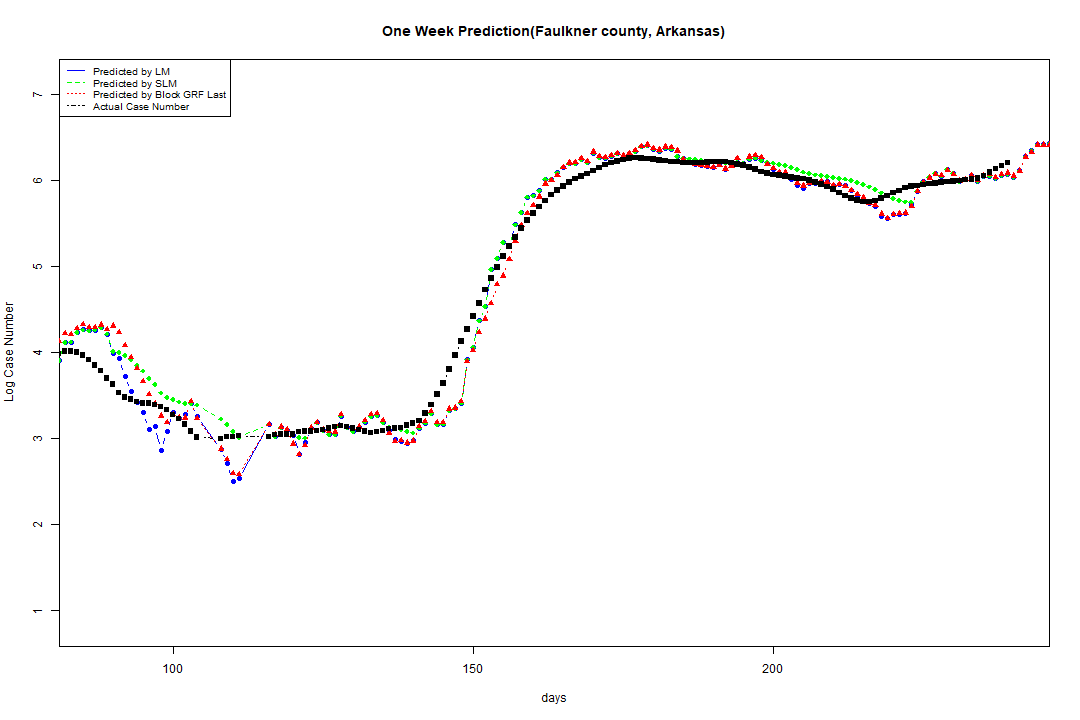 One Week Prediction(Faulkner county, Arkansas)
Predicted by LM
Predicted by SLM
Predicted by Block GRF Last
Actual Case Number
7
6
5
4
3
2
1
Log Case Number
100 150 200
days